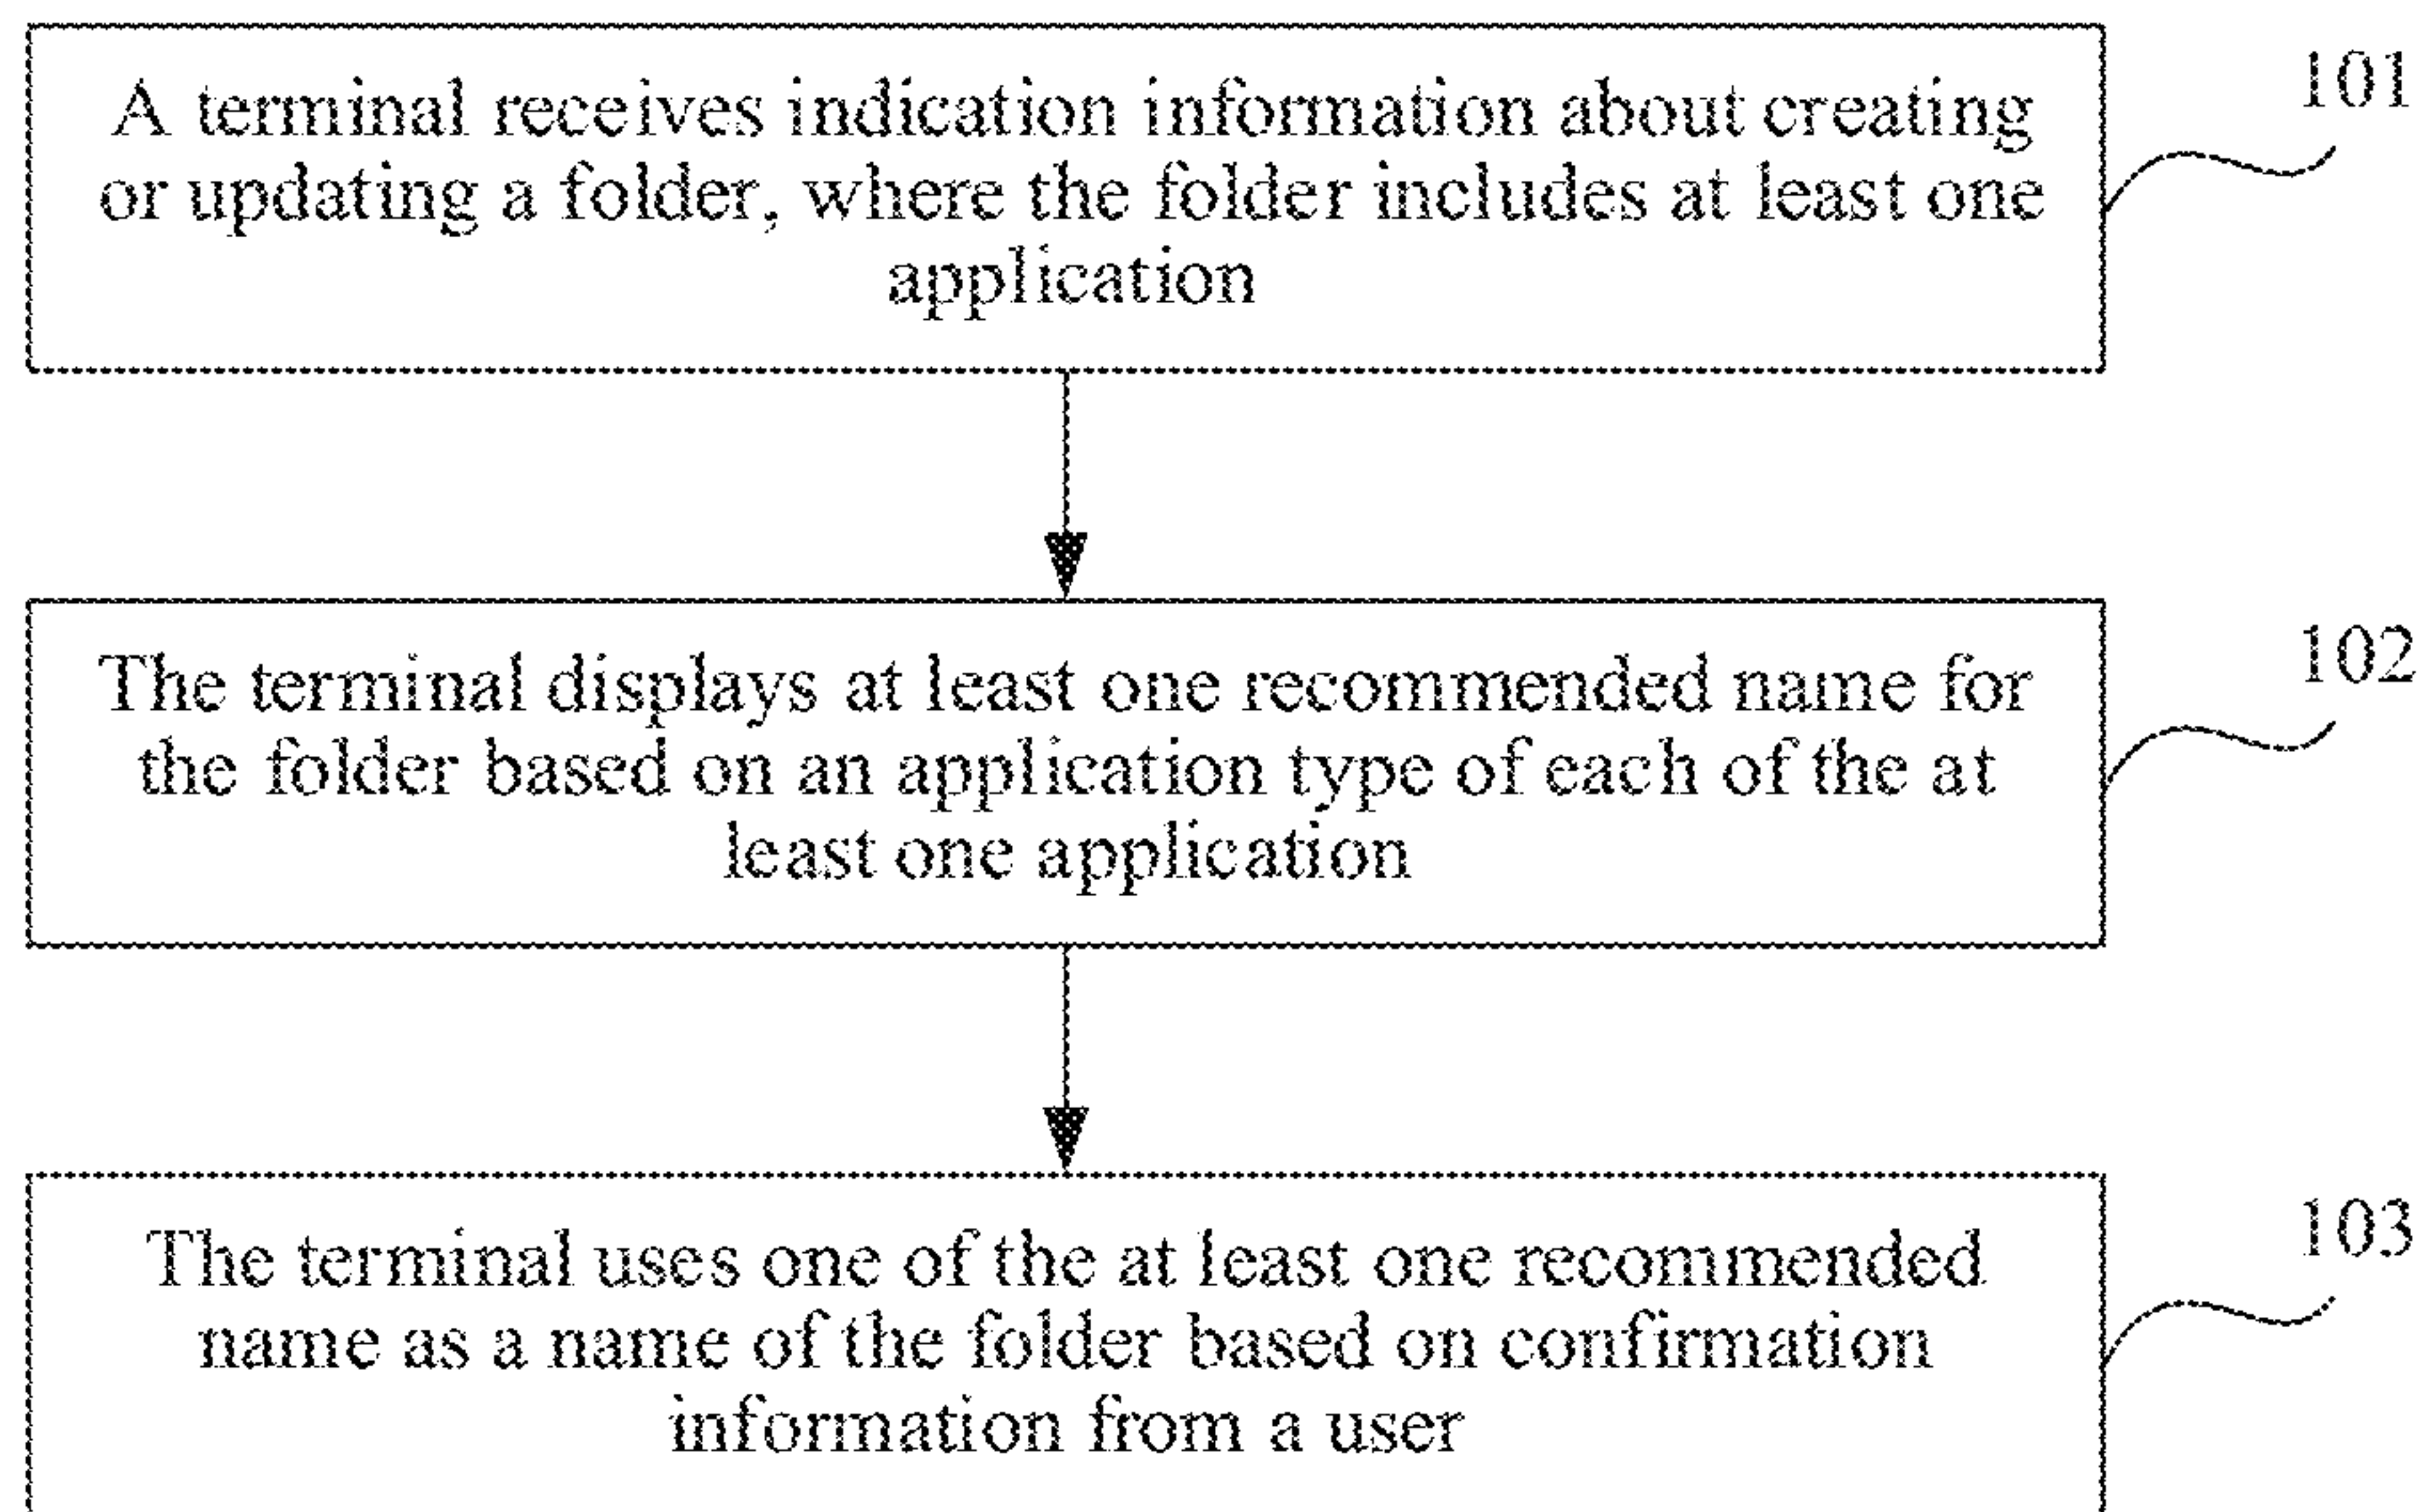 A terminal receives indication information about creating
or updating a folder, where the folder includes at least one
application
101
The terminal displays at least one recommended name for
the folder based on an application type of each of the at
least one application
102
The terminal uses one of the at least one recommended
name as a name of the folder based on confirmation
information from a user
103